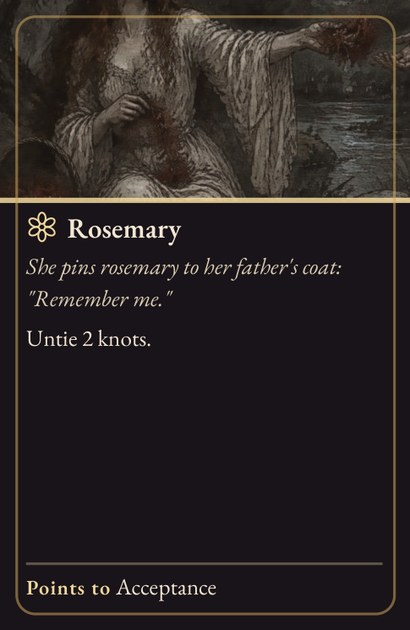 Rosemary
She pins rosemary to her father's coat:
"Remember me."
Untie 2 knots.
Points to Acceptance